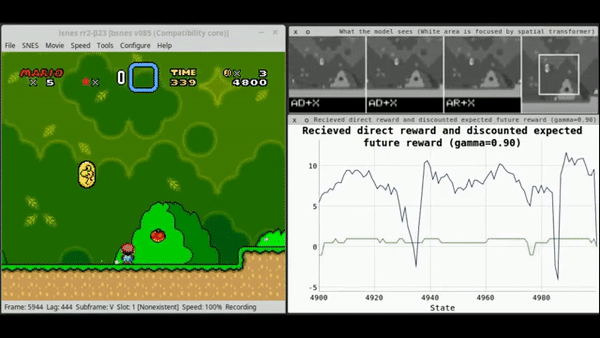 lsnes rr2-β23 [bsnes v085 (Compatibility core)]
File SNES Movie Speed Tools Configure Help
MARIO TIME
x 5 x 0 339 x 3
4800
Frame: 5944 Lag: 444 Subframe: V Slot: 1 [Nonexistent] Speed: 100% Recording
What the model sees (White area is focused by spatial transformer)
AD+X AD+X AR+X
Recieved direct reward and discounted expected future reward (gamma=0.90)
Recieved direct reward and discounted expected
future reward (gamma=0.90)
10
5
0
-5
4900 4920 4940 4960 4980
State